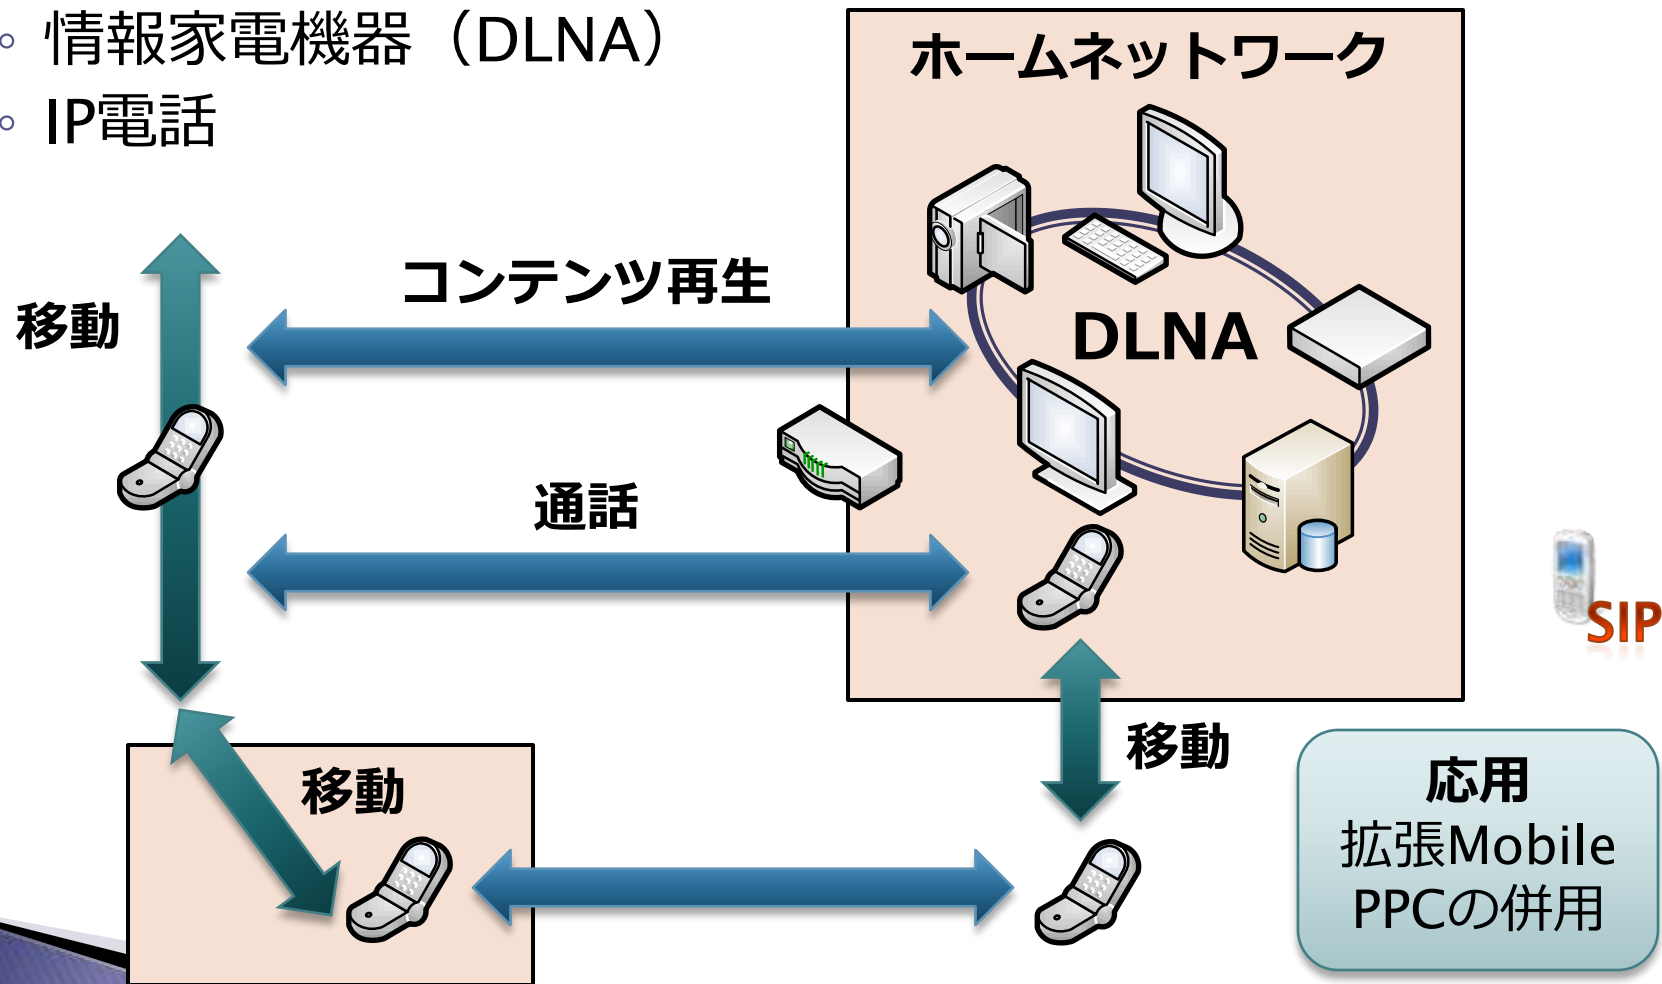 情報家電機器（DLNA）
IP電話
ホームネットワーク
コンテンツ再生
移動
DLNA
通話
SIP
移動
移動
応用
拡張Mobile
PPCの併用